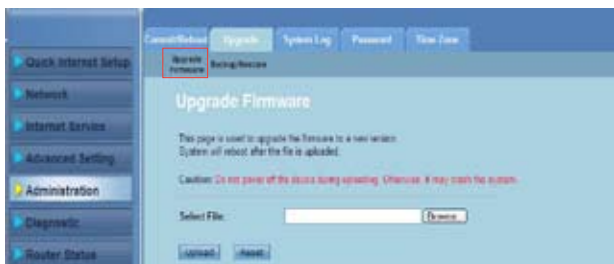 Commit/Reboot Upgrade System Log Password Time Zone
Upgrade Firmware Backup/Restore
Quick Internet Setup
Network
Internet Service
Advanced Setting
Administration
Diagnostic
Router Status
Upgrade Firmware
This page is used to upgrade the firmware to a new version.
System will reboot after the file is uploaded.
Caution: Do not power off the device during uploading. Otherwise, it may crash the system.
Select File: Browse...
Upload Reset